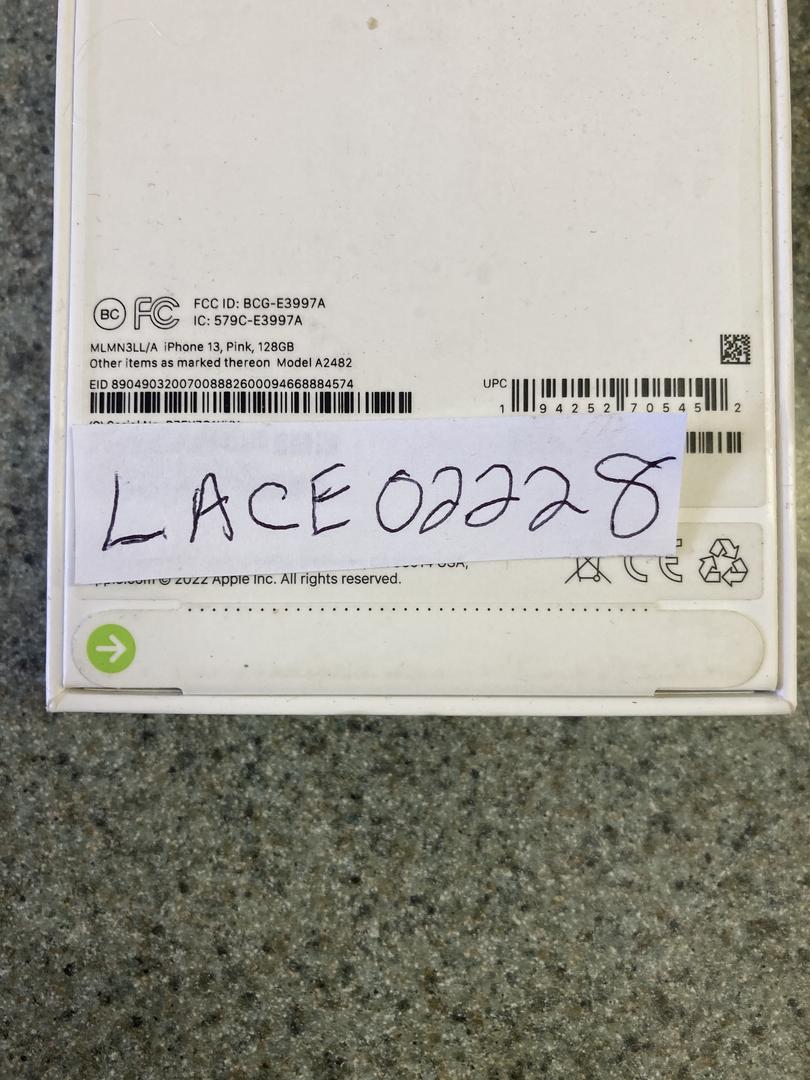 BC FC FCC ID: BCG-E3997A
IC: 579C-E3997A
MLMN3LL/A iPhone 13, Pink, 128GB
Other items as marked thereon Model A2482
EID 89049032007008882600094668884574
UPC
1 94252 70545 2
LACE02228
© 2022 Apple Inc. All rights reserved.
CE